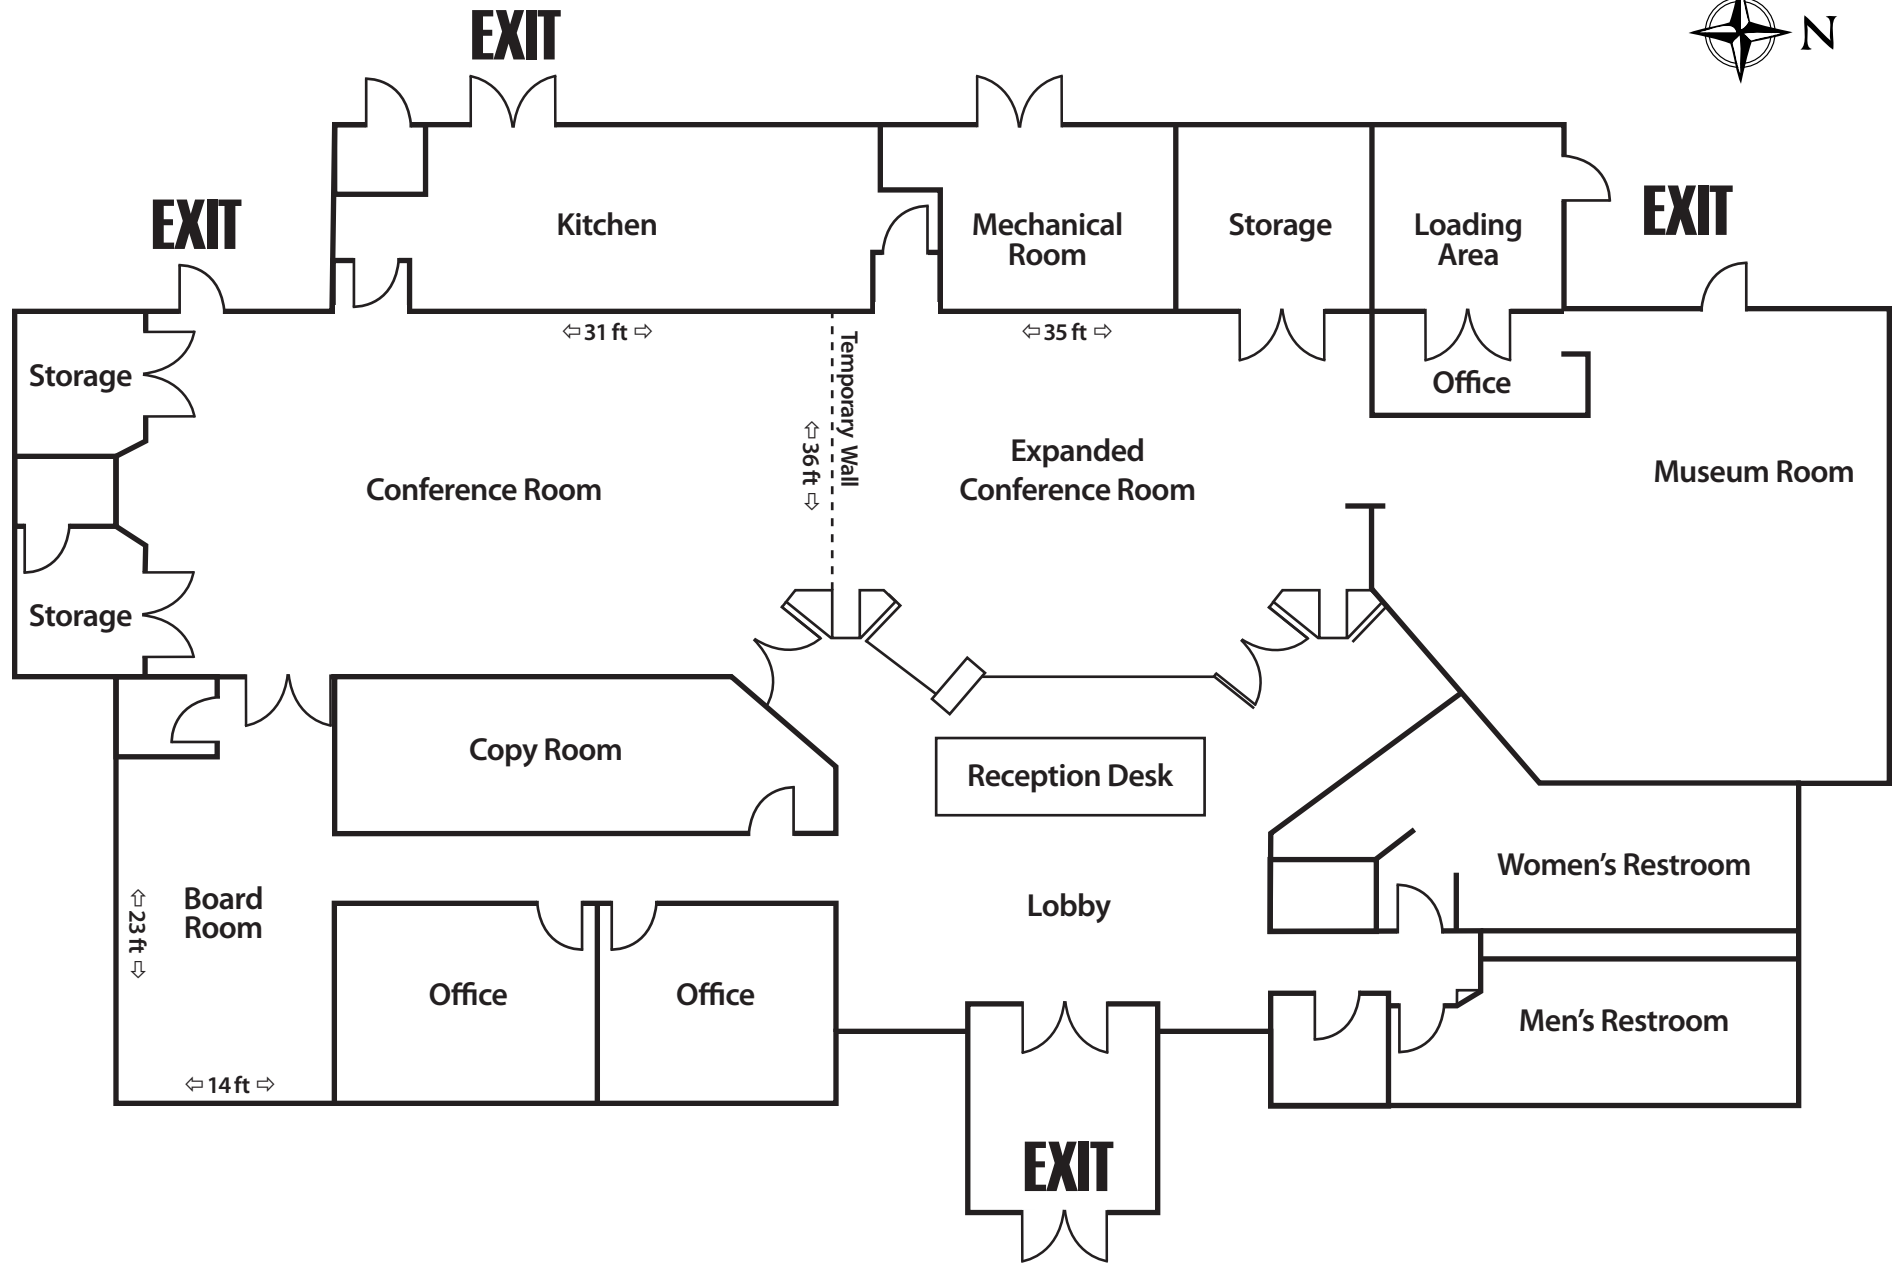 EXIT
N
EXIT
Kitchen
Mechanical
Room
Storage
Loading
Area
EXIT
31 ft
35 ft
Storage
Temporary Wall
36 ft
Office
Expanded
Conference Room
Conference Room
Museum Room
Storage
Copy Room
Reception Desk
Women's Restroom
Board
Room
23 ft
Lobby
Office
Office
Men's Restroom
14 ft
EXIT